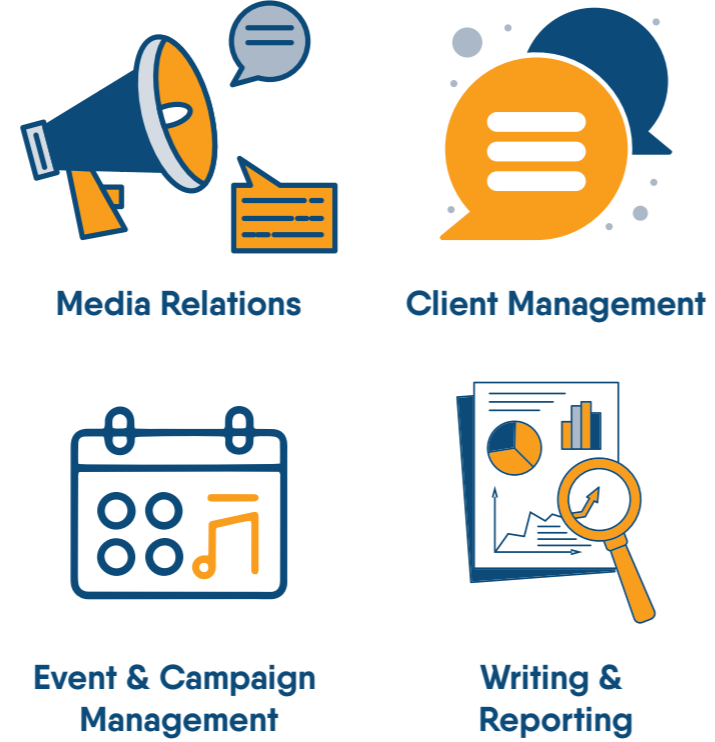 Media Relations
Client Management
Event & Campaign
Management
Writing &
Reporting